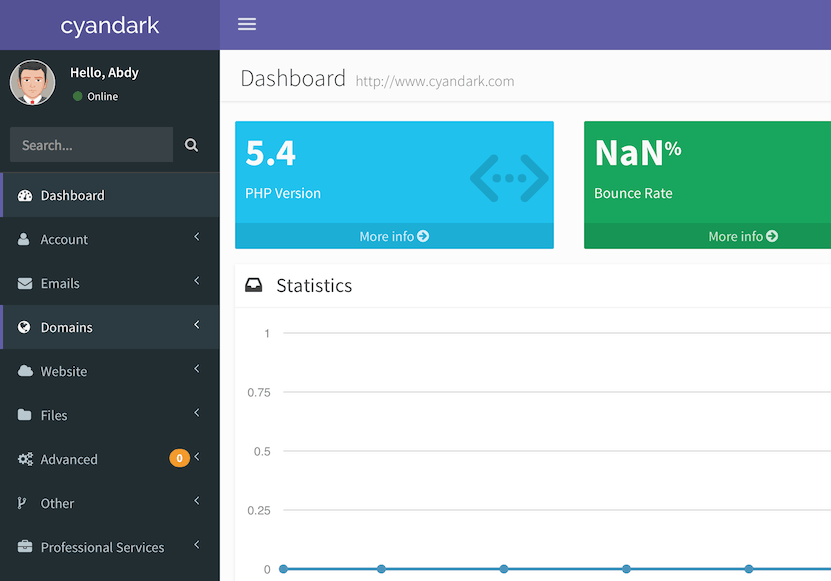 cyandark
Hello, Abdy
Online
Search...
Dashboard
Account
Emails
Domains
Website
Files
Advanced 0
Other
Professional Services
Dashboard http://www.cyandark.com
5.4
PHP Version
More info
NaN%
Bounce Rate
More info
Statistics
1
0.75
0.5
0.25
0